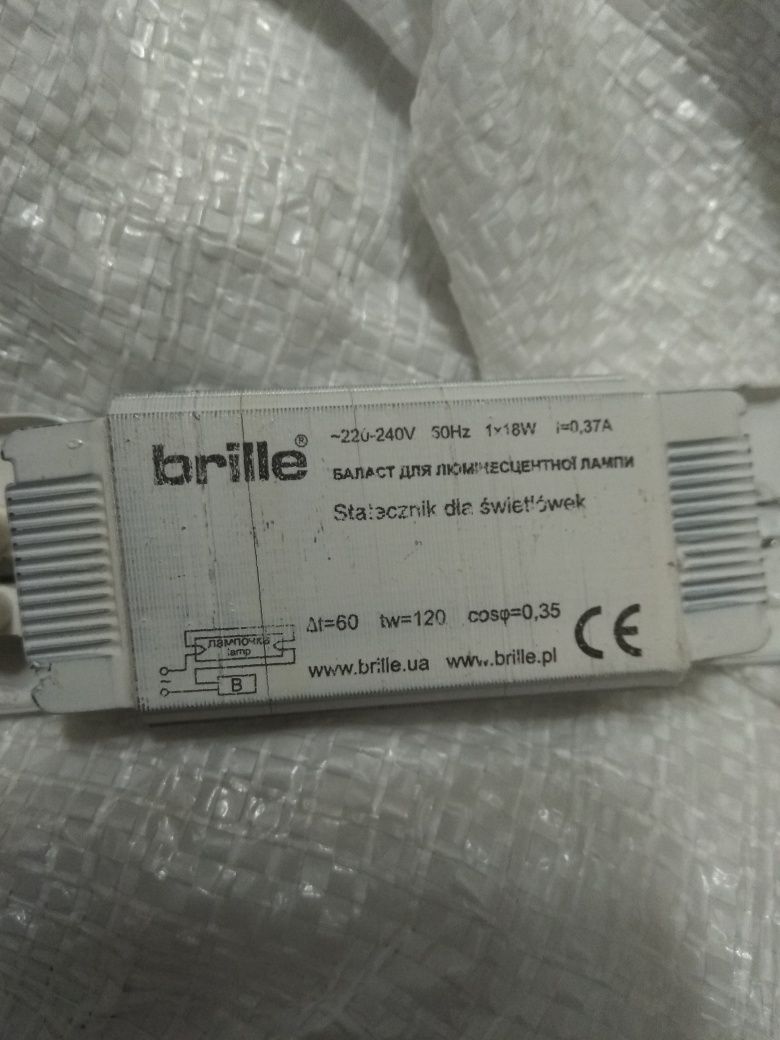 brille®
~220-240V 50Hz 1×18W I=0,37A
БАЛАСТ ДЛЯ ЛЮМІНЕСЦЕНТНОЇ ЛАМПИ
Statecznik dla świetlówek
Δt=60 tw=120 cosφ=0,35
CE
лампочка
lamp
~
B
www.brille.ua www.brille.pl